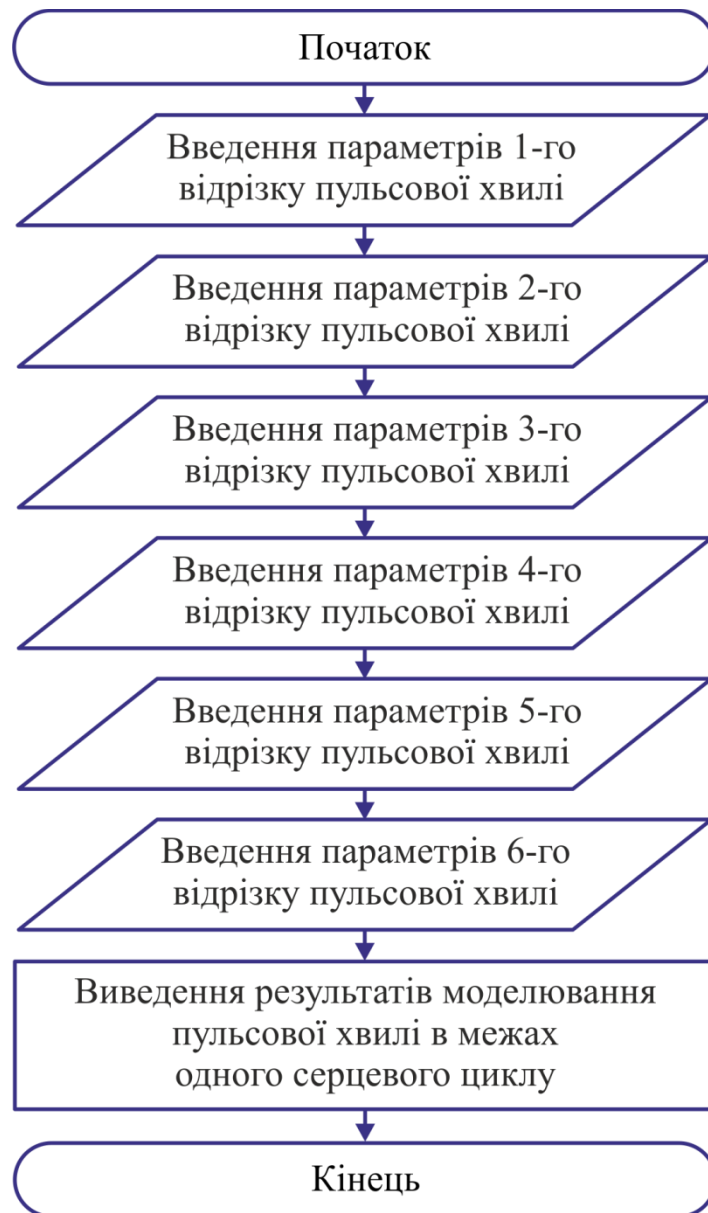 Початок
Введення параметрів 1-го
відрізку пульсової хвилі
Введення параметрів 2-го
відрізку пульсової хвилі
Введення параметрів 3-го
відрізку пульсової хвилі
Введення параметрів 4-го
відрізку пульсової хвилі
Введення параметрів 5-го
відрізку пульсової хвилі
Введення параметрів 6-го
відрізку пульсової хвилі
Виведення результатів моделювання
пульсової хвилі в межах
одного серцевого циклу
Кінець